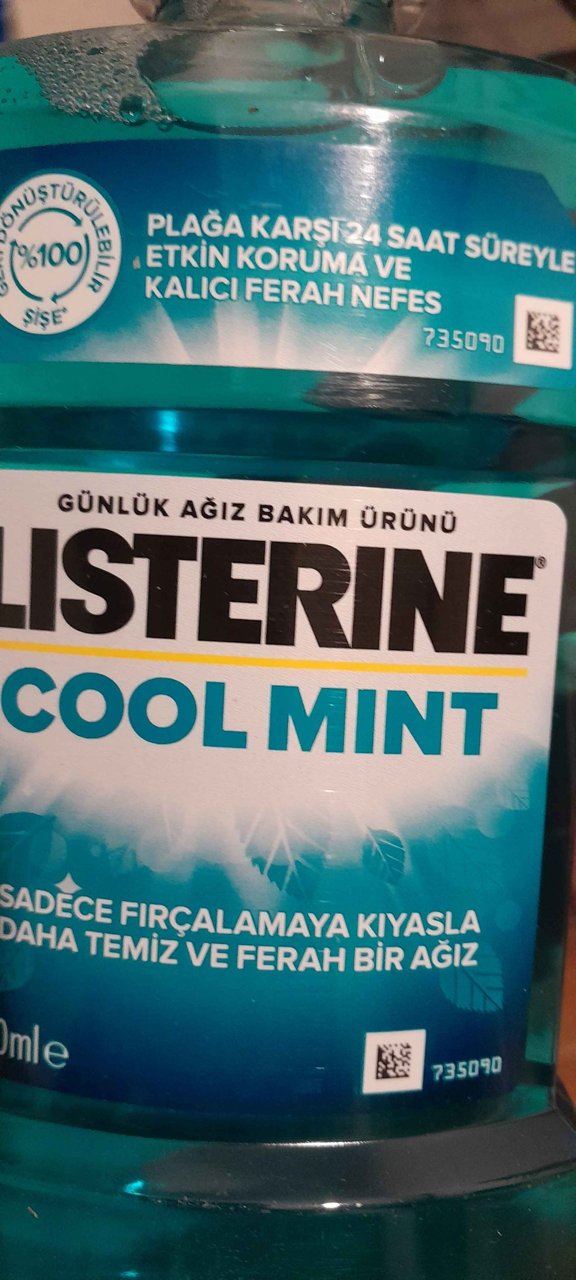 GERİ DÖNÜŞTÜRÜLEBİLİR
%100
ŞİŞE*
PLAĞA KARŞI 24 SAAT SÜREYLE
ETKİN KORUMA VE
KALICI FERAH NEFES
735090
GÜNLÜK AĞIZ BAKIM ÜRÜNÜ
LISTERINE®
COOL MINT
SADECE FIRÇALAMAYA KIYASLA
DAHA TEMİZ VE FERAH BİR AĞIZ
0ml e
735090